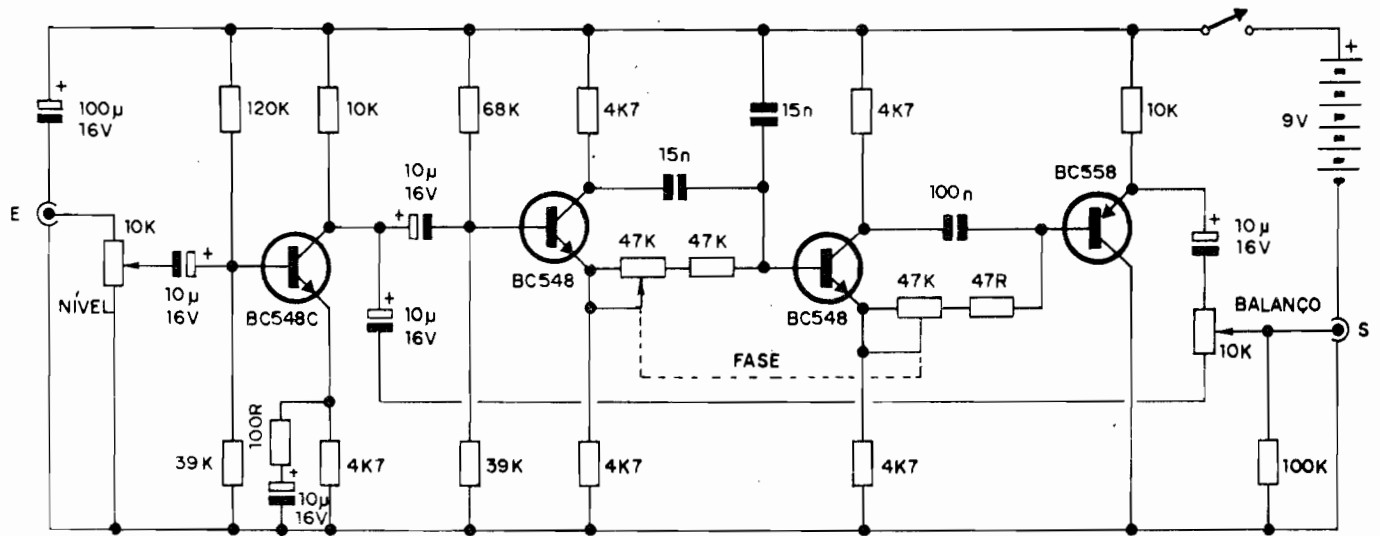 100µ
16V
120K
10K
68K
4K7
15n
4K7
10K
+
9V
15n
10µ
16V
100n
BC558
E
10K
NÍVEL
10µ
16V
BC548C
10µ
16V
BC548
47K
47K
BC548
47K
47R
10µ
16V
BALANÇO
10K
S
FASE
39K
100R
10µ
16V
4K7
39K
4K7
4K7
100K